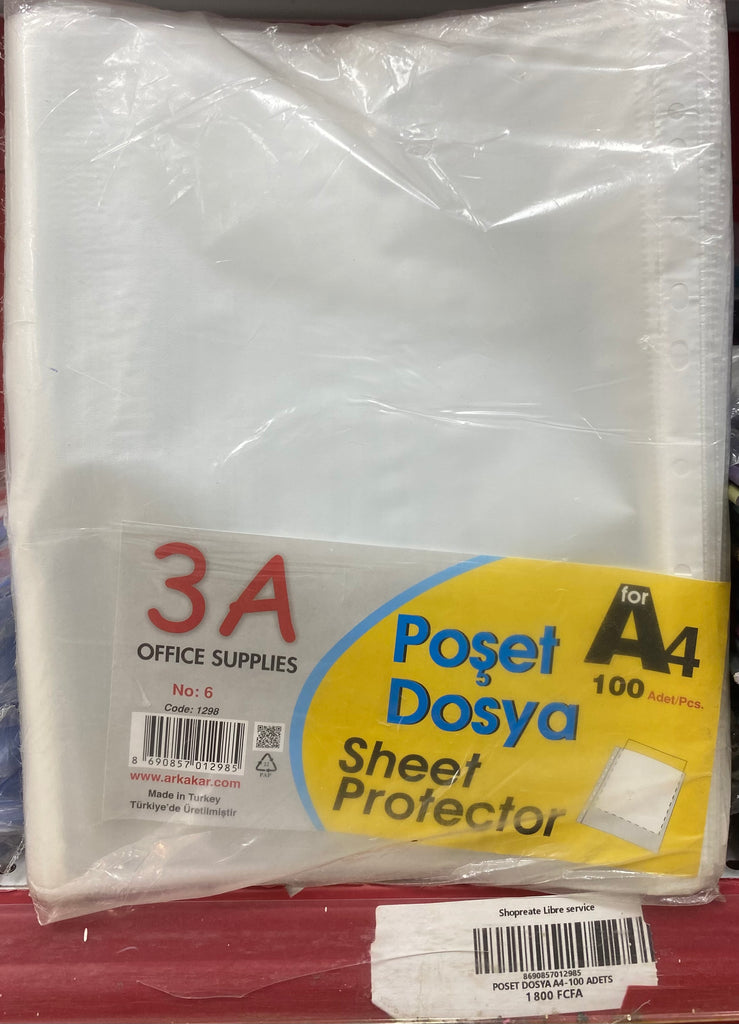 3A
OFFICE SUPPLIES
No: 6
Code: 1298
8 690857 012985
PAP
www.arkakar.com
Made in Turkey
Türkiye'de Üretilmiştir
Poşet
Dosya
Sheet
Protector
for
A4
100 Adet/Pcs.
Shopreate Libre service
8690857012985
POSET DOSYA A4-100 ADETS
1 800 FCFA